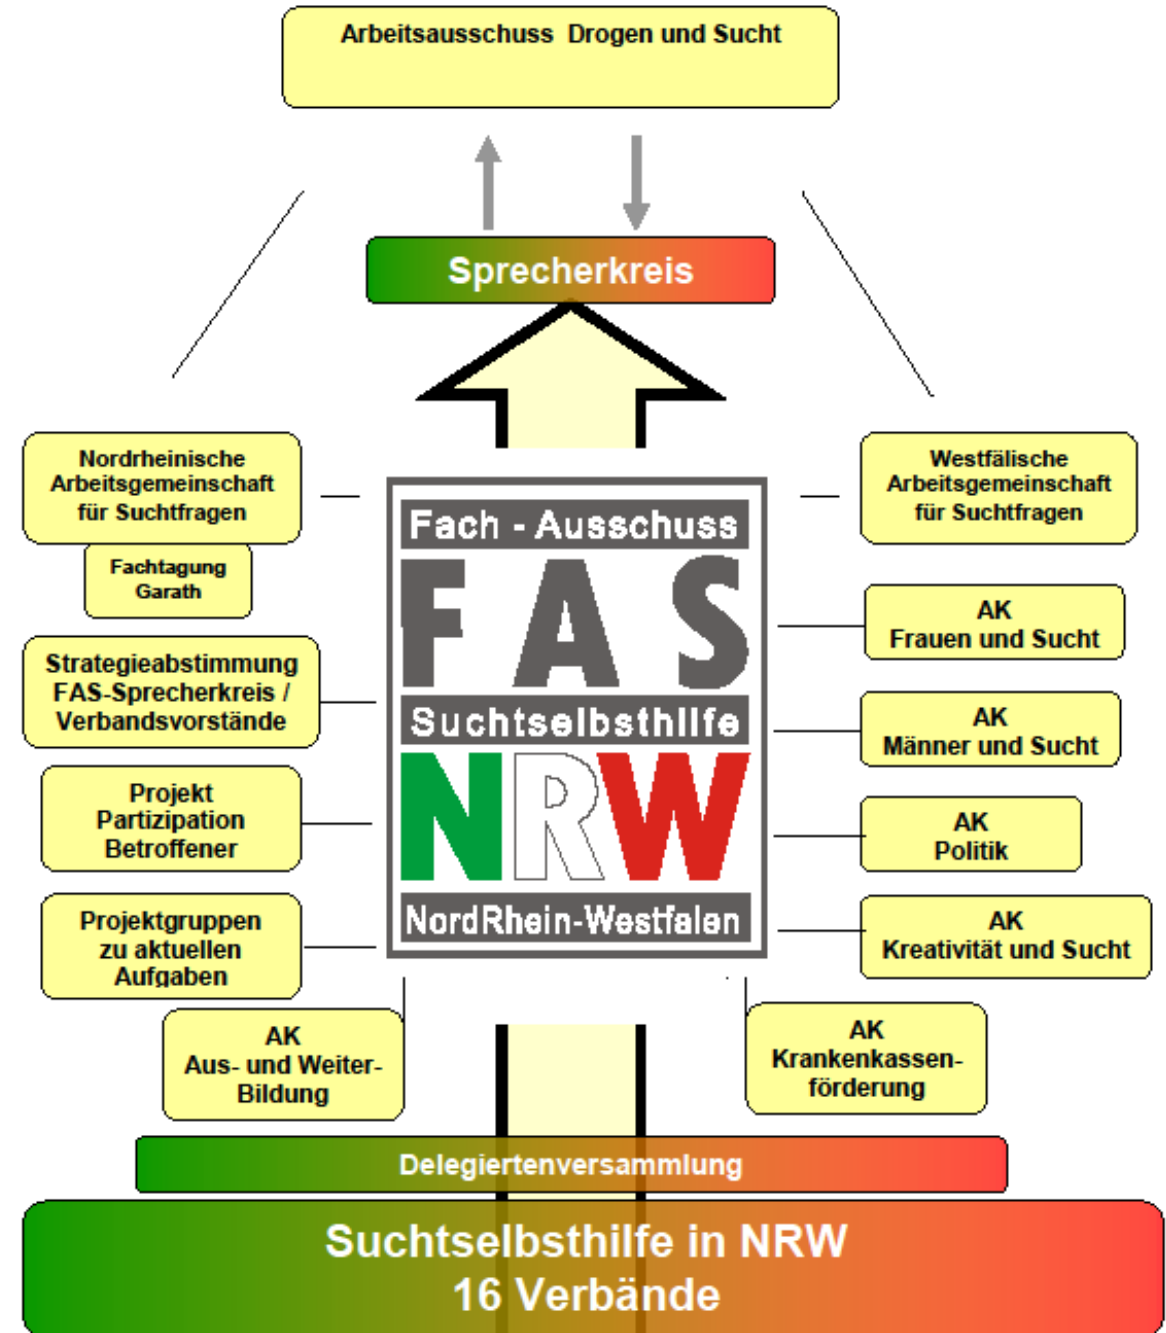 Arbeitsausschuss Drogen und Sucht
Sprecherkreis
Nordrheinische
Arbeitsgemeinschaft
für Suchtfragen
Fachtagung
Garath
Strategieabstimmung
FAS-Sprecherkreis /
Verbandsvorstände
Projekt
Partizipation
Betroffener
Projektgruppen
zu aktuellen
Aufgaben
AK
Aus- und Weiter-
Bildung
Fach - Ausschuss
FAS
Suchtselbsthilfe
NRW
NordRhein-Westfalen
Westfälische
Arbeitsgemeinschaft
für Suchtfragen
AK
Frauen und Sucht
AK
Männer und Sucht
AK
Politik
AK
Kreativität und Sucht
AK
Krankenkassen-
förderung
Delegiertenversammlung
Suchtselbsthilfe in NRW
16 Verbände